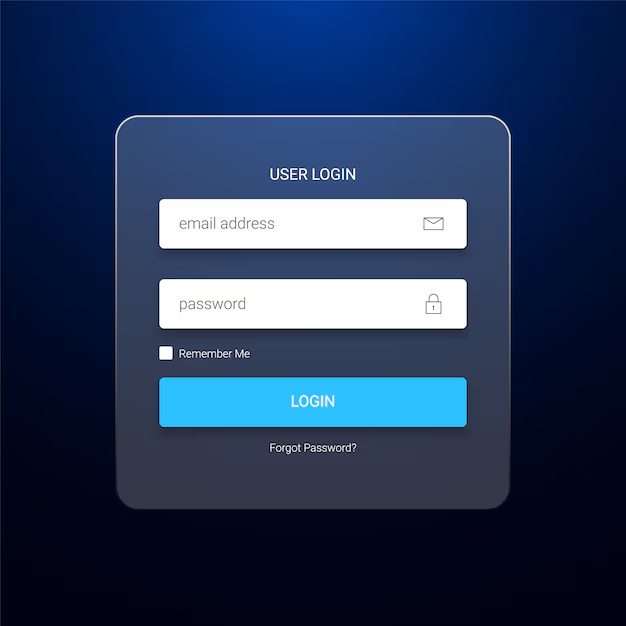 USER LOGIN
email address
password
Remember Me
LOGIN
Forgot Password?